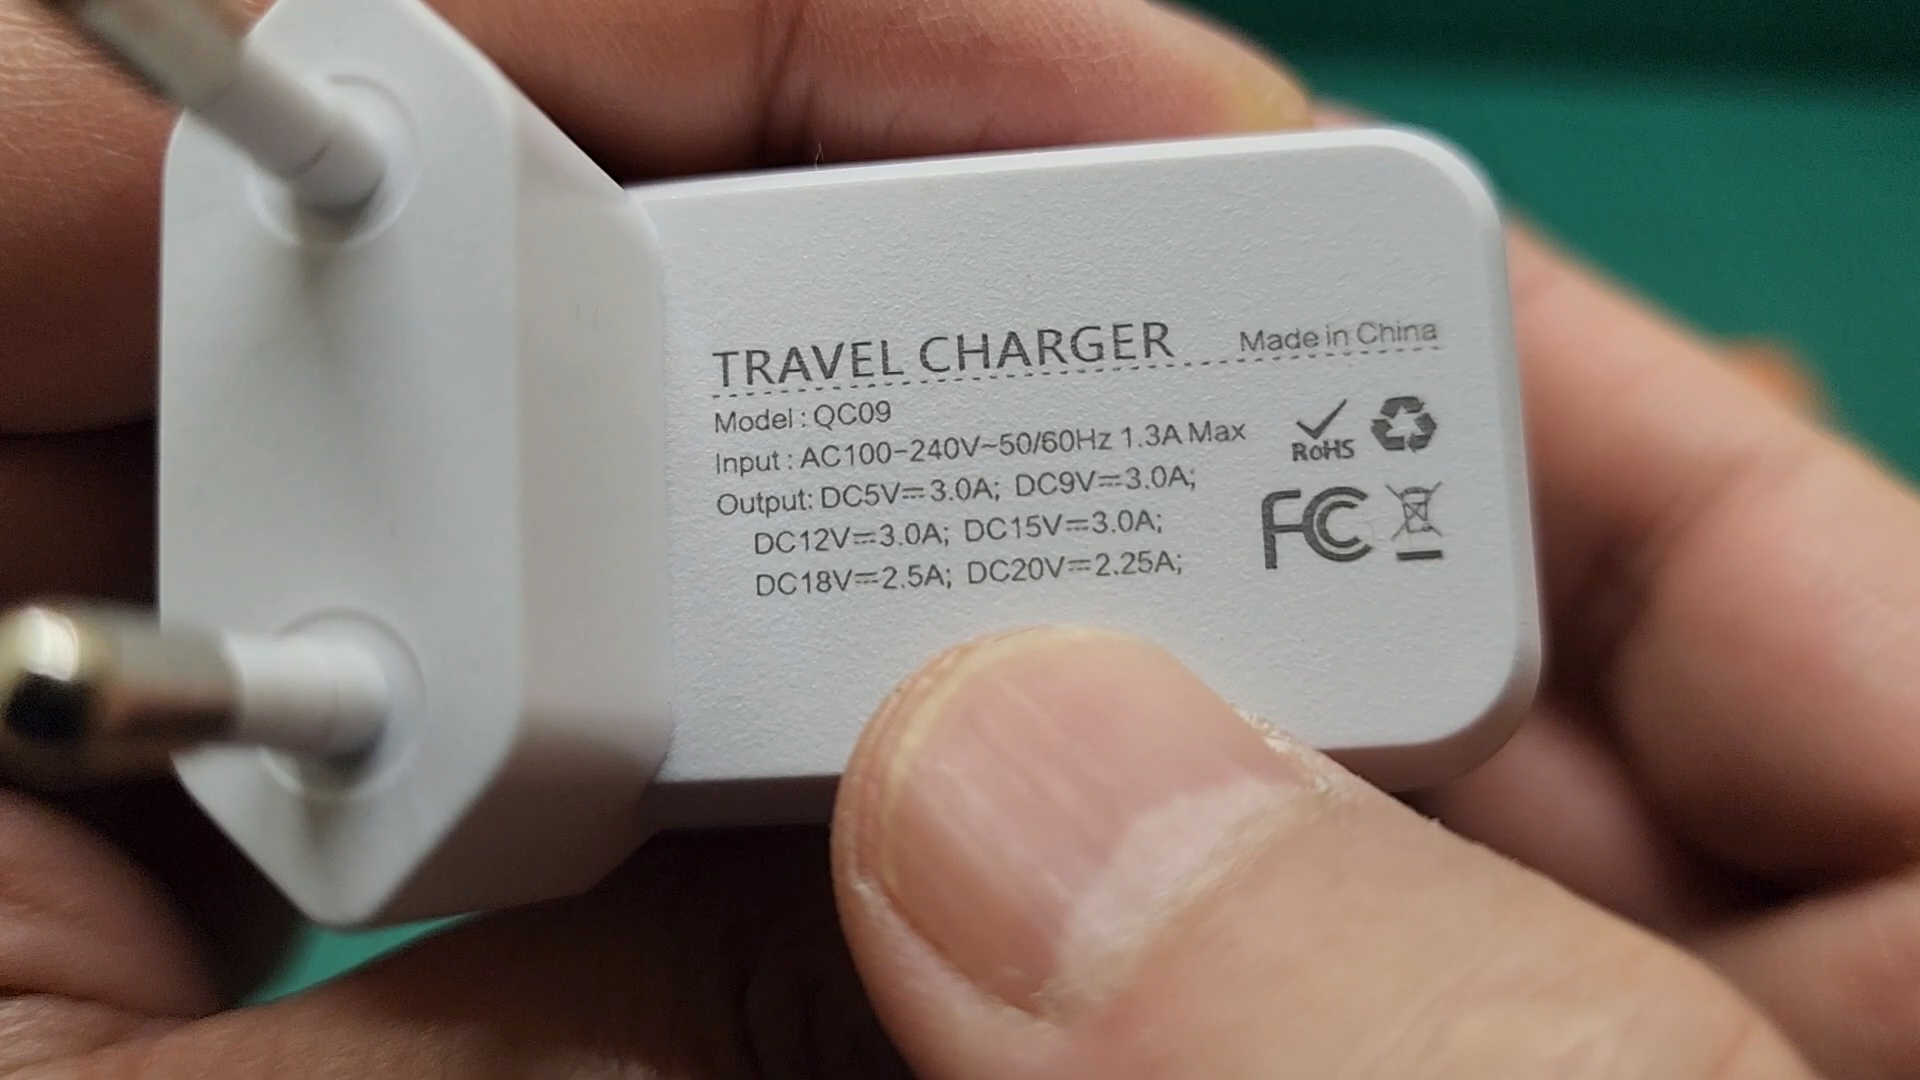 TRAVEL CHARGER Made in China
Model : QC09
Input : AC100-240V~50/60Hz 1.3A Max
Output: DC5V⎓3.0A; DC9V⎓3.0A;
DC12V⎓3.0A; DC15V⎓3.0A;
DC18V⎓2.5A; DC20V⎓2.25A;
RoHS
FC